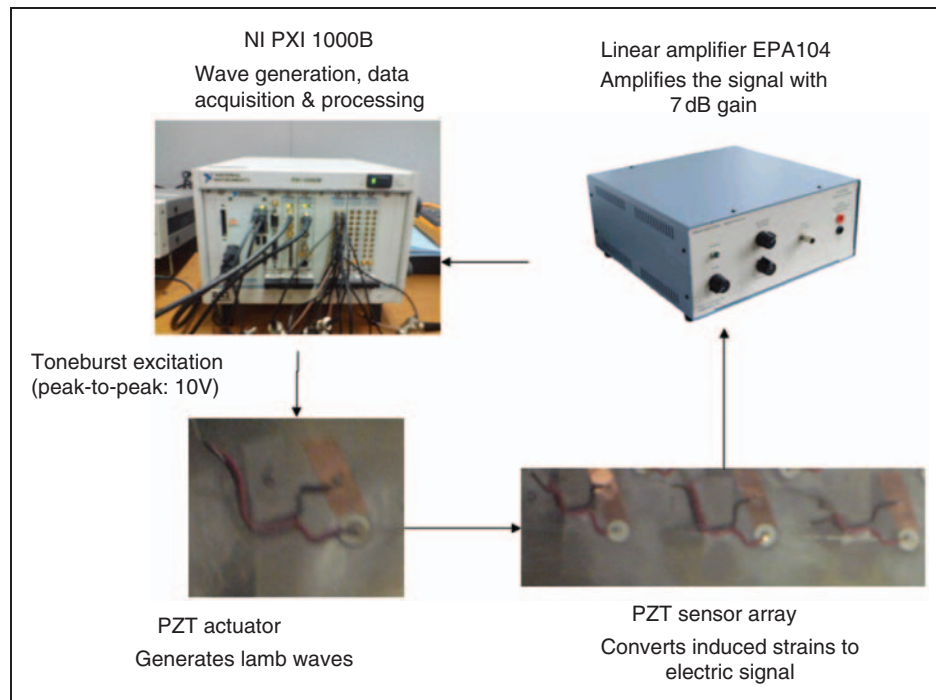 NI PXI 1000B
Wave generation, data
acquisition & processing
Linear amplifier EPA104
Amplifies the signal with
7 dB gain
Toneburst excitation
(peak-to-peak: 10V)
PZT actuator
Generates lamb waves
PZT sensor array
Converts induced strains to
electric signal